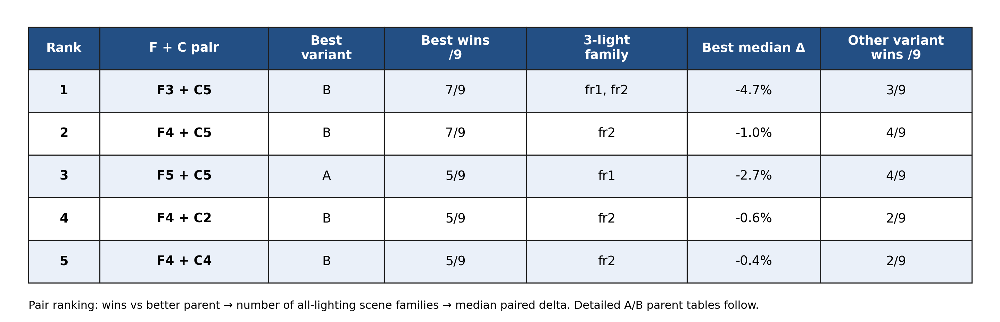 Rank F + C pair Best variant Best wins /9 3-light family Best median Δ Other variant wins /9
1 F3 + C5 B 7/9 fr1, fr2 -4.7% 3/9
2 F4 + C5 B 7/9 fr2 -1.0% 4/9
3 F5 + C5 A 5/9 fr1 -2.7% 4/9
4 F4 + C2 B 5/9 fr2 -0.6% 2/9
5 F4 + C4 B 5/9 fr2 -0.4% 2/9
Pair ranking: wins vs better parent → number of all-lighting scene families → median paired delta. Detailed A/B parent tables follow.